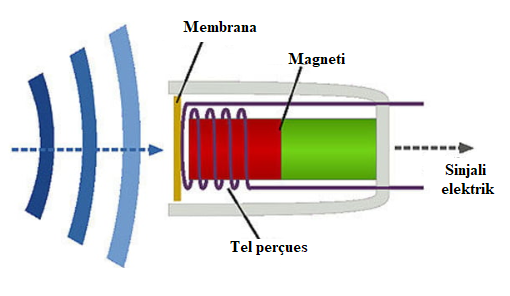 Membrana
Magneti
Sinjali
elektrik
Tel perçues